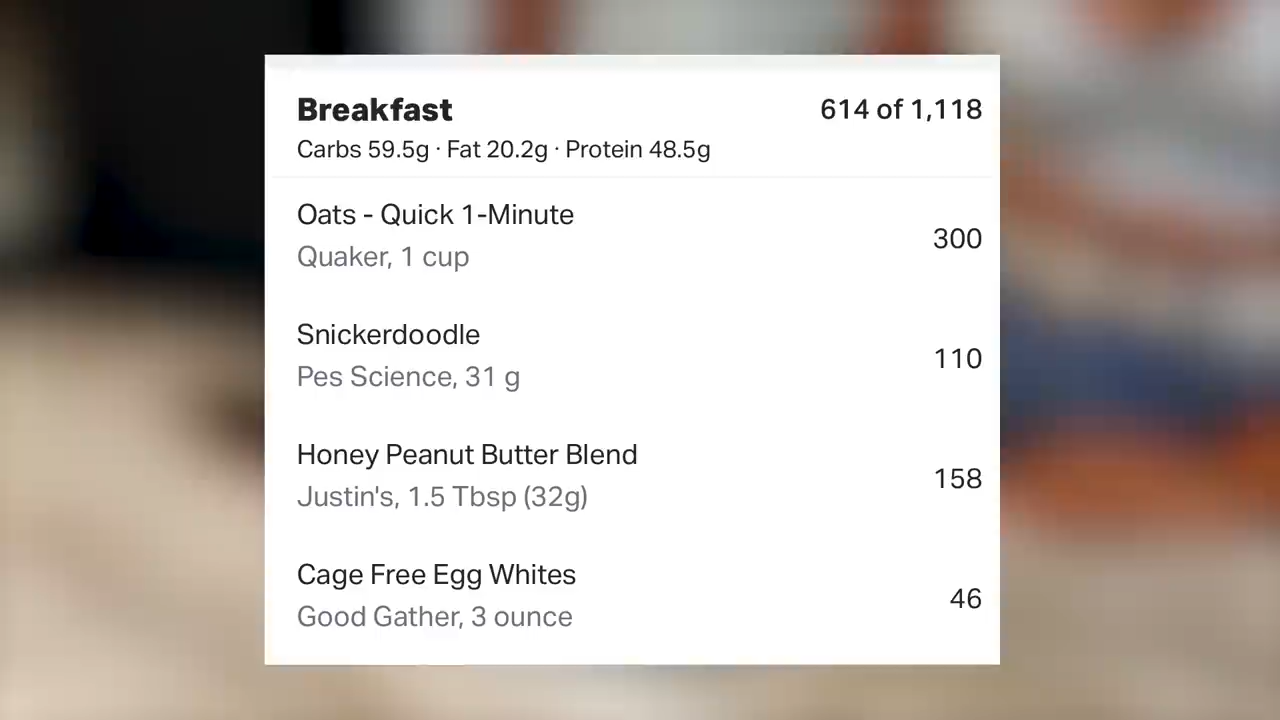 Breakfast 614 of 1,118
Carbs 59.5g · Fat 20.2g · Protein 48.5g
Oats - Quick 1-Minute
Quaker, 1 cup
300
Snickerdoodle
Pes Science, 31 g
110
Honey Peanut Butter Blend
Justin's, 1.5 Tbsp (32g)
158
Cage Free Egg Whites
Good Gather, 3 ounce
46